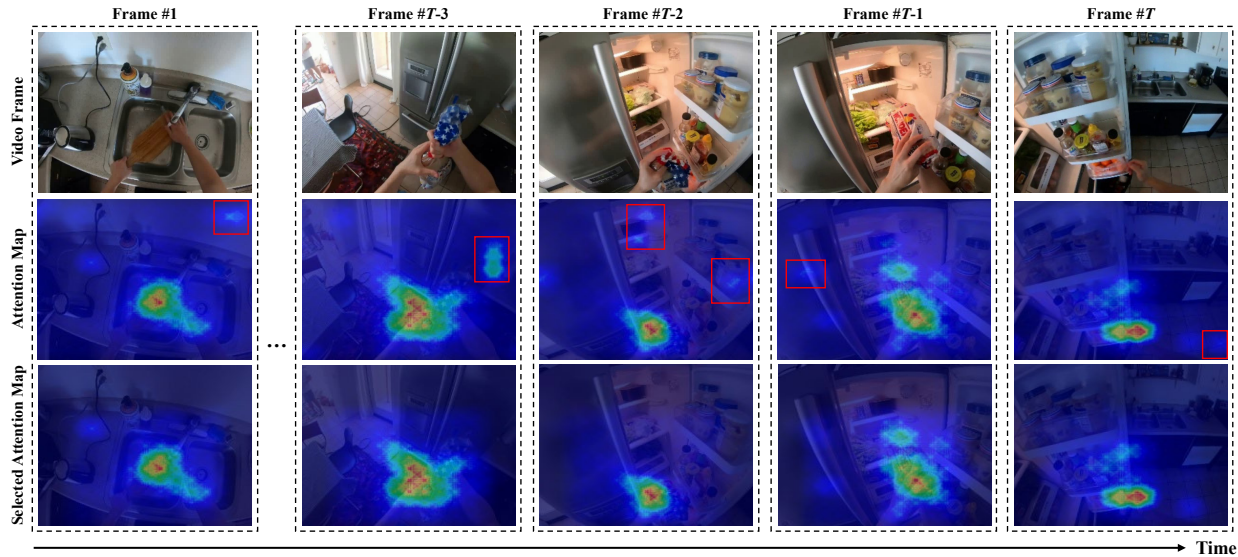 Frame #1
Frame #T-3
Frame #T-2
Frame #T-1
Frame #T
Video Frame
Attention Map
...
Selected Attention Map
Time